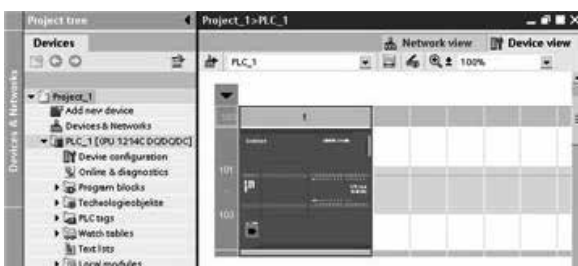 Project tree
Devices
Project_1
Add new device
Devices & Networks
PLC_1 [CPU 1214C DC/DC/DC]
Device configuration
Online & diagnostics
Program blocks
Technologieobjekte
PLC tags
Watch tables
Text lists
Local modules
Devices & Networks
Project_1>PLC_1
Network view
Device view
PLC_1
100%
1
101
103